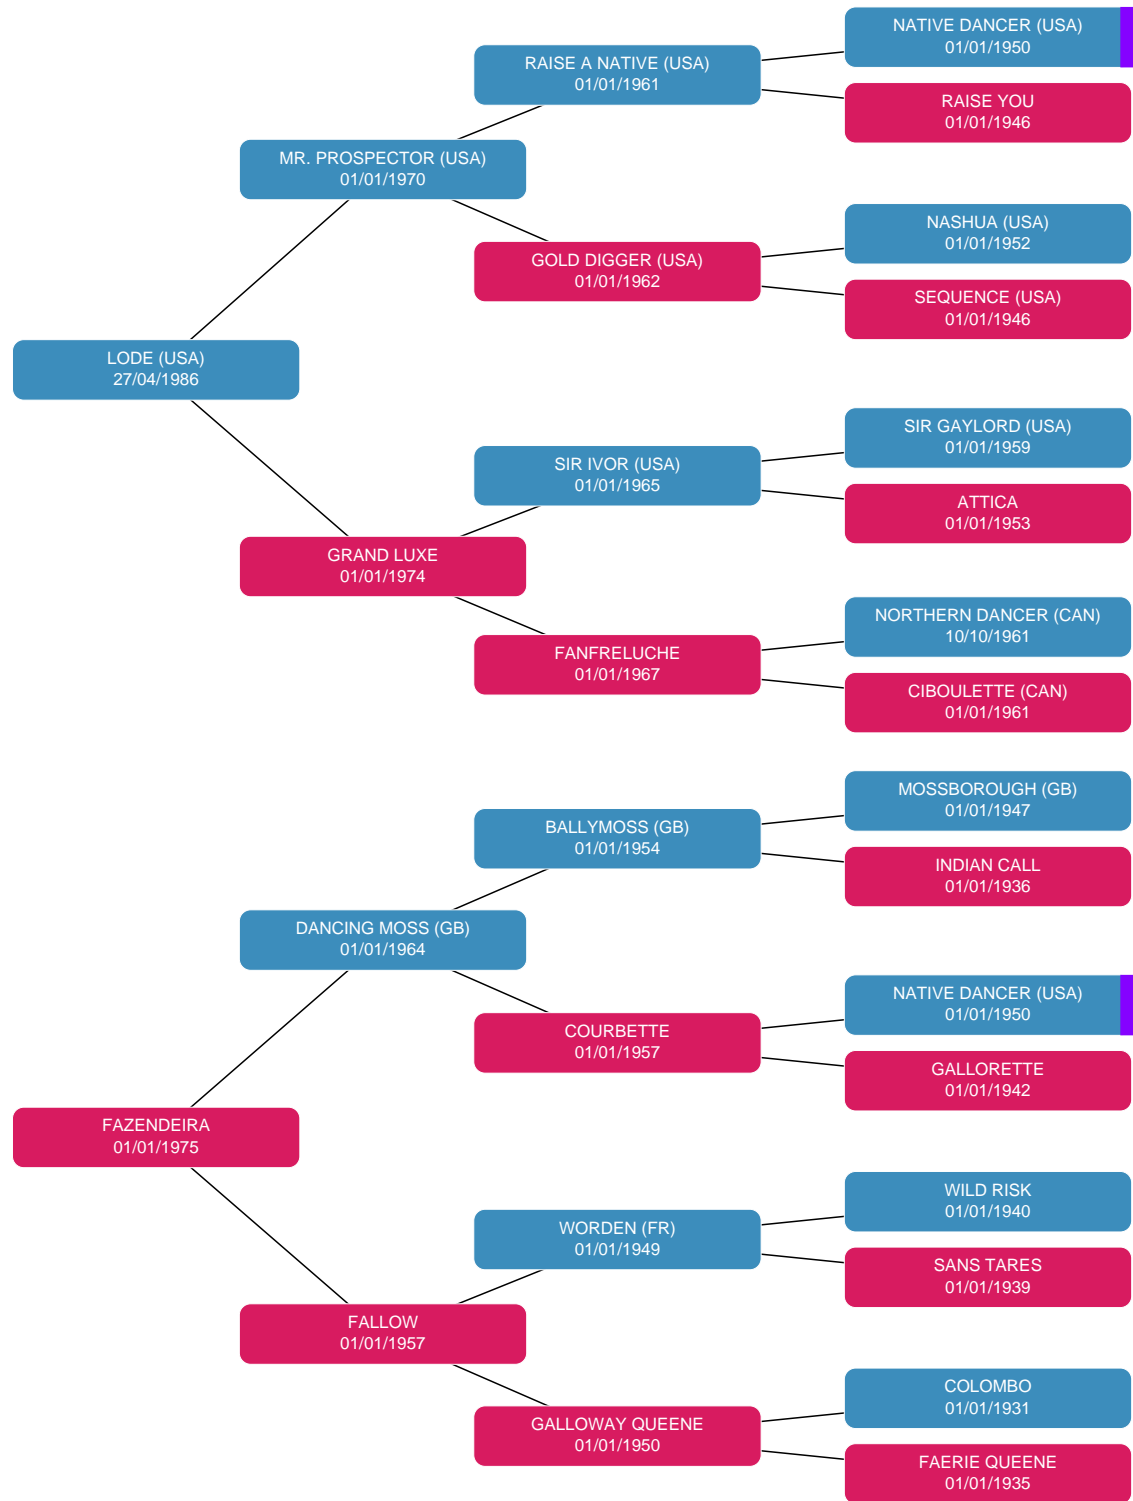 NATIVE DANCER (USA)
01/01/1950
RAISE A NATIVE (USA)
01/01/1961
RAISE YOU
01/01/1946
MR. PROSPECTOR (USA)
01/01/1970
NASHUA (USA)
01/01/1952
GOLD DIGGER (USA)
01/01/1962
SEQUENCE (USA)
01/01/1946
LODE (USA)
27/04/1986
SIR GAYLORD (USA)
01/01/1959
SIR IVOR (USA)
01/01/1965
ATTICA
01/01/1953
GRAND LUXE
01/01/1974
NORTHERN DANCER (CAN)
10/10/1961
FANFRELUCHE
01/01/1967
CIBOULETTE (CAN)
01/01/1961
MOSSBOROUGH (GB)
01/01/1947
BALLYMOSS (GB)
01/01/1954
INDIAN CALL
01/01/1936
DANCING MOSS (GB)
01/01/1964
NATIVE DANCER (USA)
01/01/1950
COURBETTE
01/01/1957
GALLORETTE
01/01/1942
FAZENDEIRA
01/01/1975
WILD RISK
01/01/1940
WORDEN (FR)
01/01/1949
SANS TARES
01/01/1939
FALLOW
01/01/1957
COLOMBO
01/01/1931
GALLOWAY QUEENE
01/01/1950
FAERIE QUEENE
01/01/1935